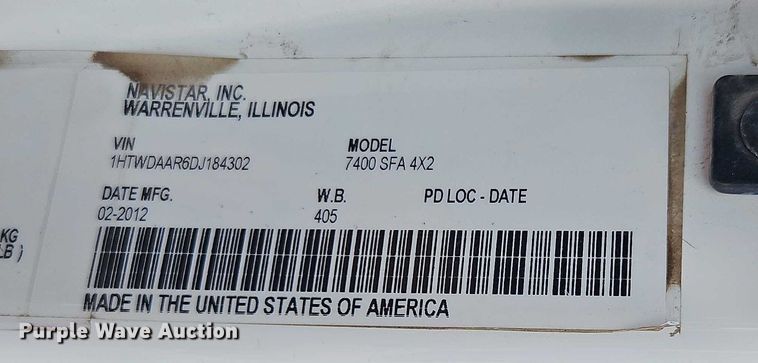 NAVISTAR, INC.
WARRENVILLE, ILLINOIS
VIN MODEL
1HTWDAAR6DJ184302 7400 SFA 4X2
DATE MFG. W.B. PD LOC - DATE
02-2012 405
KG
LB )
MADE IN THE UNITED STATES OF AMERICA
Purple Wave Auction